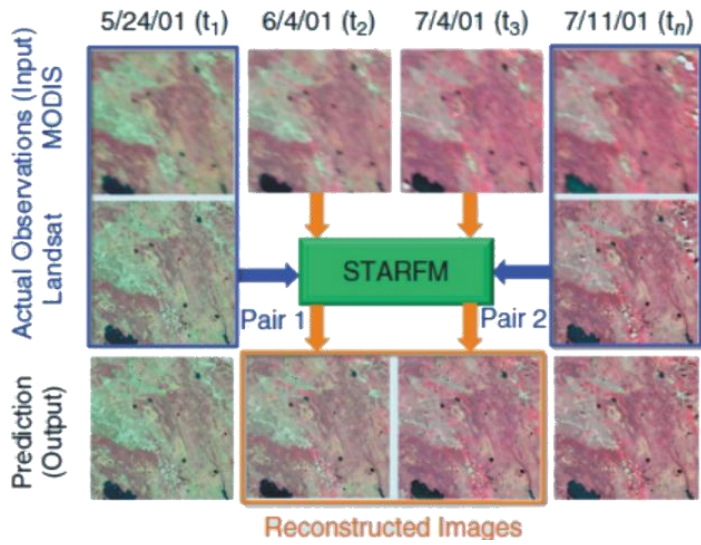 5/24/01 (t1) 6/4/01 (t2) 7/4/01 (t3) 7/11/01 (tn)
Actual Observations (Input)
MODIS
Landsat
STARFM
Pair 1
Pair 2
Prediction
(Output)
Reconstructed Images